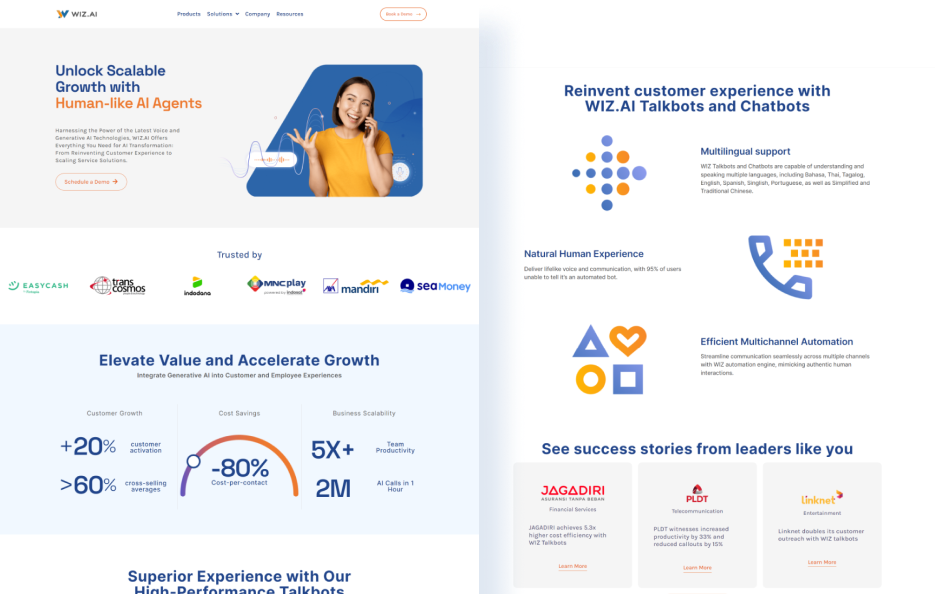 WIZ.AI
Products Solutions Company Resources
Book a Demo
Unlock Scalable
Growth with
Human-like AI Agents
Harnessing the Power of the Latest Voice and
Generative AI Technologies, WIZ.AI Offers
Everything You Need for AI Transformation:
From Reinventing Customer Experience to
Scaling Service Solutions.
Schedule a Demo
Trusted by
EASYCASH
trans
cosmos
indodana
MNCplay
AXA
mandiri
seaMoney
Elevate Value and Accelerate Growth
Integrate Generative AI into Customer and Employee Experiences
Customer Growth
+20%
customer
activation
>60%
cross-selling
averages
Cost Savings
-80%
Cost-per-contact
Business Scalability
5X+
Team
Productivity
2M
AI Calls in 1
Hour
Superior Experience with Our
High-Performance Talkbots
Reinvent customer experience with
WIZ.AI Talkbots and Chatbots
Multilingual support
WIZ Talkbots and Chatbots are capable of understanding and
speaking multiple languages, including Bahasa, Thai, Tagalog,
English, Spanish, Singlish, Portuguese, as well as Simplified and
Traditional Chinese.
Natural Human Experience
Deliver lifelike voice and communication, with 95% of users
unable to tell it's an automated bot.
Efficient Multichannel Automation
Streamline communication seamlessly across multiple channels
with WIZ automation engine, mimicking authentic human
interactions.
See success stories from leaders like you
JAGADIRI
ASURANSI TANPA BEBAN
Financial Services
JAGADIRI achieves 5.3x
higher cost efficiency with
WIZ Talkbots
Learn More
PLDT
Telecommunication
PLDT witnesses increased
productivity by 33% and
reduced callouts by 15%
Learn More
Linknet
Entertainment
Linknet doubles its customer
outreach with WIZ talkbots
Learn More